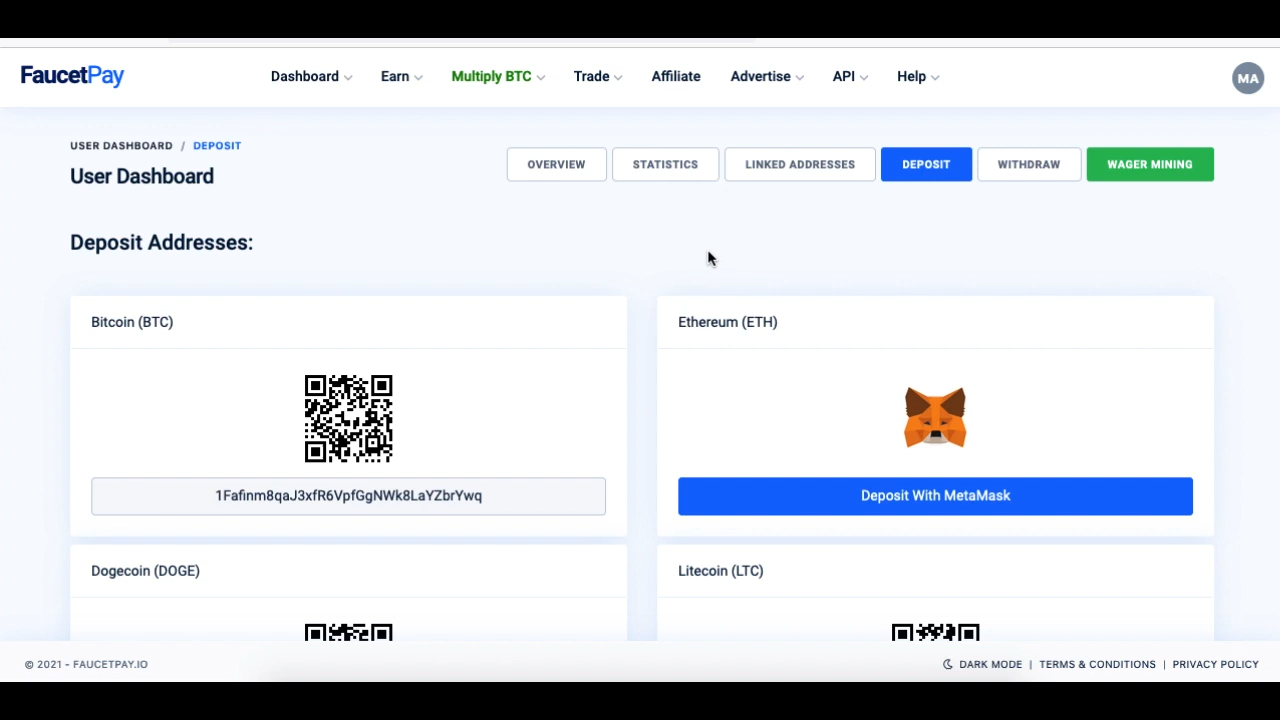 FaucetPay
Dashboard Earn Multiply BTC Trade Affiliate Advertise API Help
MA
USER DASHBOARD / DEPOSIT
User Dashboard
OVERVIEW STATISTICS LINKED ADDRESSES DEPOSIT WITHDRAW WAGER MINING
Deposit Addresses:
Bitcoin (BTC)
1Fafinm8qaJ3xfR6VpfGgNWk8LaYZbrYwq
Ethereum (ETH)
Deposit With MetaMask
Dogecoin (DOGE)
Litecoin (LTC)
© 2021 - FAUCETPAY.IO
DARK MODE | TERMS & CONDITIONS | PRIVACY POLICY